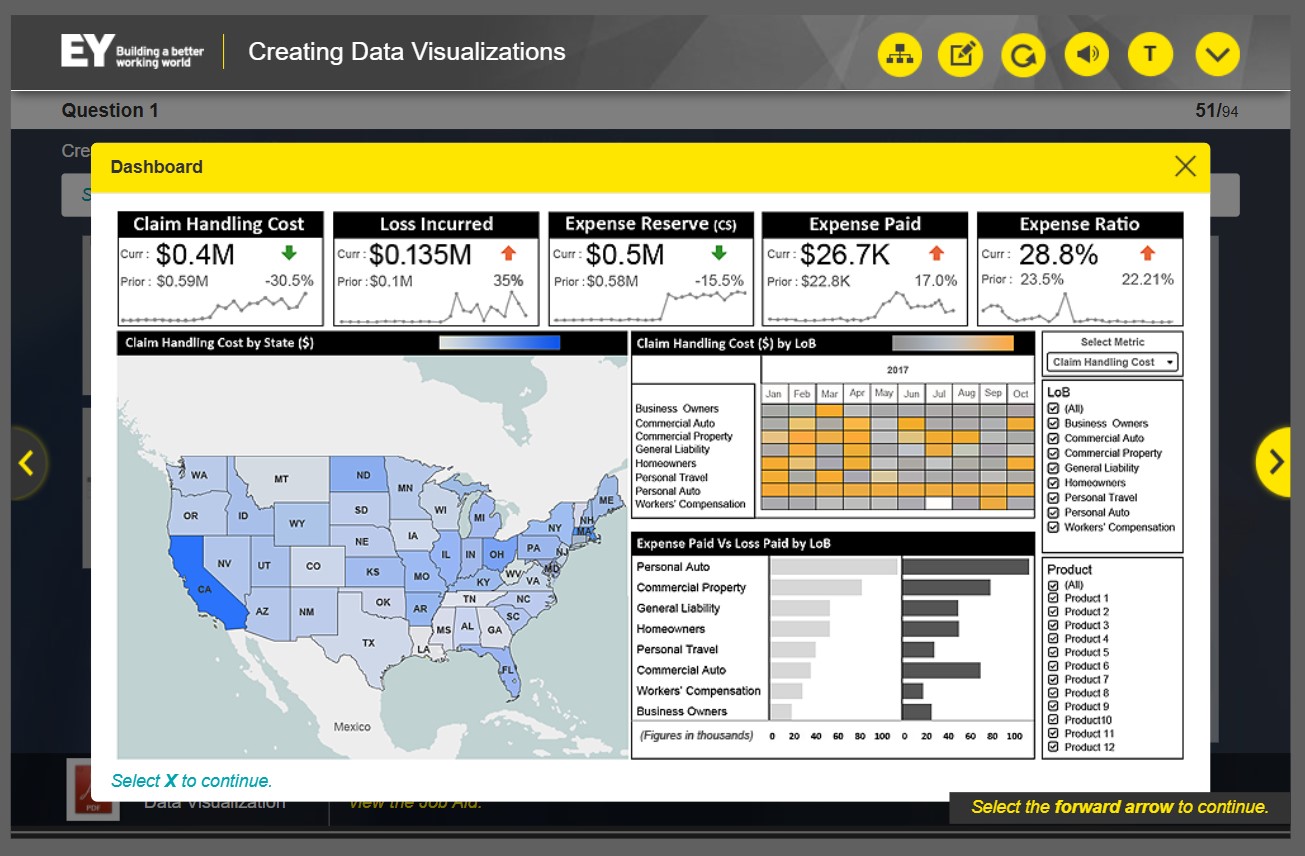 EY Building a better
working world
Creating Data Visualizations
T
Question 1
51/94
Cre
S
Dashboard
Claim Handling Cost
Curr : $0.4M
Prior : $0.59M -30.5%
Loss Incurred
Curr : $0.135M
Prior : $0.1M 35%
Expense Reserve (CS)
Curr : $0.5M
Prior : $0.58M -15.5%
Expense Paid
Curr : $26.7K
Prior : $22.8K 17.0%
Expense Ratio
Curr : 28.8%
Prior : 23.5% 22.21%
Claim Handling Cost by State ($)
WA
MT
ND
MN
OR
ID
WY
SD
WI
MI
ME
NH
NY
MA
NV
UT
CO
NE
IA
IL
IN
OH
PA
NJ
MD
CA
KS
MO
KY
WV
VA
AZ
NM
OK
AR
TN
NC
SC
TX
LA
MS
AL
GA
FL
Mexico
Claim Handling Cost ($) by LoB
2017
Jan Feb Mar Apr May Jun Jul Aug Sep Oct
Business Owners
Commercial Auto
Commercial Property
General Liability
Homeowners
Personal Travel
Personal Auto
Workers' Compensation
Expense Paid Vs Loss Paid by LoB
Personal Auto
Commercial Property
General Liability
Homeowners
Personal Travel
Commercial Auto
Workers' Compensation
Business Owners
(Figures in thousands) 0 20 40 60 80 100 0 20 40 60 80 100
Select Metric
Claim Handling Cost
LoB
(All)
Business Owners
Commercial Auto
Commercial Property
General Liability
Homeowners
Personal Travel
Personal Auto
Workers' Compensation
Product
(All)
Product 1
Product 2
Product 3
Product 4
Product 5
Product 6
Product 7
Product 8
Product 9
Product10
Product 11
Product 12
Select X to continue.
PDF
Data Visualization
View the Job Aid.
Select the forward arrow to continue.